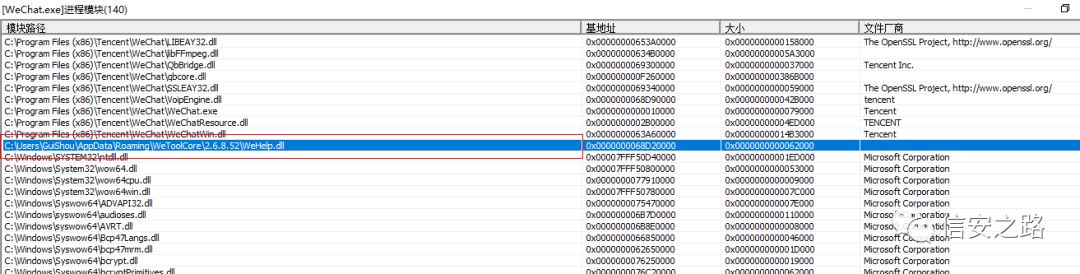 [WeChat.exe]进程模块(140)
模块路径 基地址 大小 文件厂商
C:\Program Files (x86)\Tencent\WeChat\LIBEAY32.dll 0x00000000653A0000 0x0000000000158000 The OpenSSL Project, http://www.openssl.org/
C:\Program Files (x86)\Tencent\WeChat\libFFmpeg.dll 0x00000000634B0000 0x00000000005A3000
C:\Program Files (x86)\Tencent\WeChat\QbBridge.dll 0x0000000069300000 0x0000000000037000 Tencent Inc.
C:\Program Files (x86)\Tencent\WeChat\qbcore.dll 0x000000000F260000 0x000000000386B000
C:\Program Files (x86)\Tencent\WeChat\SSLEAY32.dll 0x0000000069340000 0x0000000000059000 The OpenSSL Project, http://www.openssl.org/
C:\Program Files (x86)\Tencent\WeChat\VoipEngine.dll 0x0000000068D90000 0x000000000042B000 tencent
C:\Program Files (x86)\Tencent\WeChat\WeChat.exe 0x0000000000010000 0x0000000000079000 Tencent
C:\Program Files (x86)\Tencent\WeChat\WeChatResource.dll 0x0000000002B00000 0x00000000004ED000 TENCENT
C:\Program Files (x86)\Tencent\WeChat\WeChatWin.dll 0x0000000063A60000 0x00000000014B3000 Tencent
C:\Users\GuiShou\AppData\Roaming\WeToolCore\2.6.8.52\WeHelp.dll 0x0000000068D20000 0x0000000000062000
C:\Windows\SYSTEM32\ntdll.dll 0x00007FFF50D40000 0x00000000001ED000 Microsoft Corporation
C:\Windows\System32\wow64.dll 0x00007FFF50800000 0x0000000000053000 Microsoft Corporation
C:\Windows\System32\wow64cpu.dll 0x0000000077910000 0x0000000000009000 Microsoft Corporation
C:\Windows\System32\wow64win.dll 0x00007FFF50780000 0x000000000007C000 Microsoft Corporation
C:\Windows\Syswow64\ADVAPI32.dll 0x0000000075470000 0x000000000007E000 Microsoft Corporation
C:\Windows\syswow64\audioses.dll 0x000000006B7D0000 0x0000000000110000 Microsoft Corporation
C:\Windows\Syswow64\AVRT.dll 0x000000006B8E0000 0x0000000000008000 Microsoft Corporation
C:\Windows\Syswow64\Bcp47Langs.dll 0x0000000066850000 0x0000000000046000 Microsoft Corporation
C:\Windows\Syswow64\bcp47mrm.dll 0x0000000062650000 0x000000000001D000 Microsoft Corporation
C:\Windows\Syswow64\bcrypt.dll 0x0000000076250000 0x0000000000019000 Microsoft Corporation
C:\Windows\Syswow64\bcryptPrimitives.dll 0x0000000076C20000 0x0000000000062000 Microsoft Corporation
信安之路